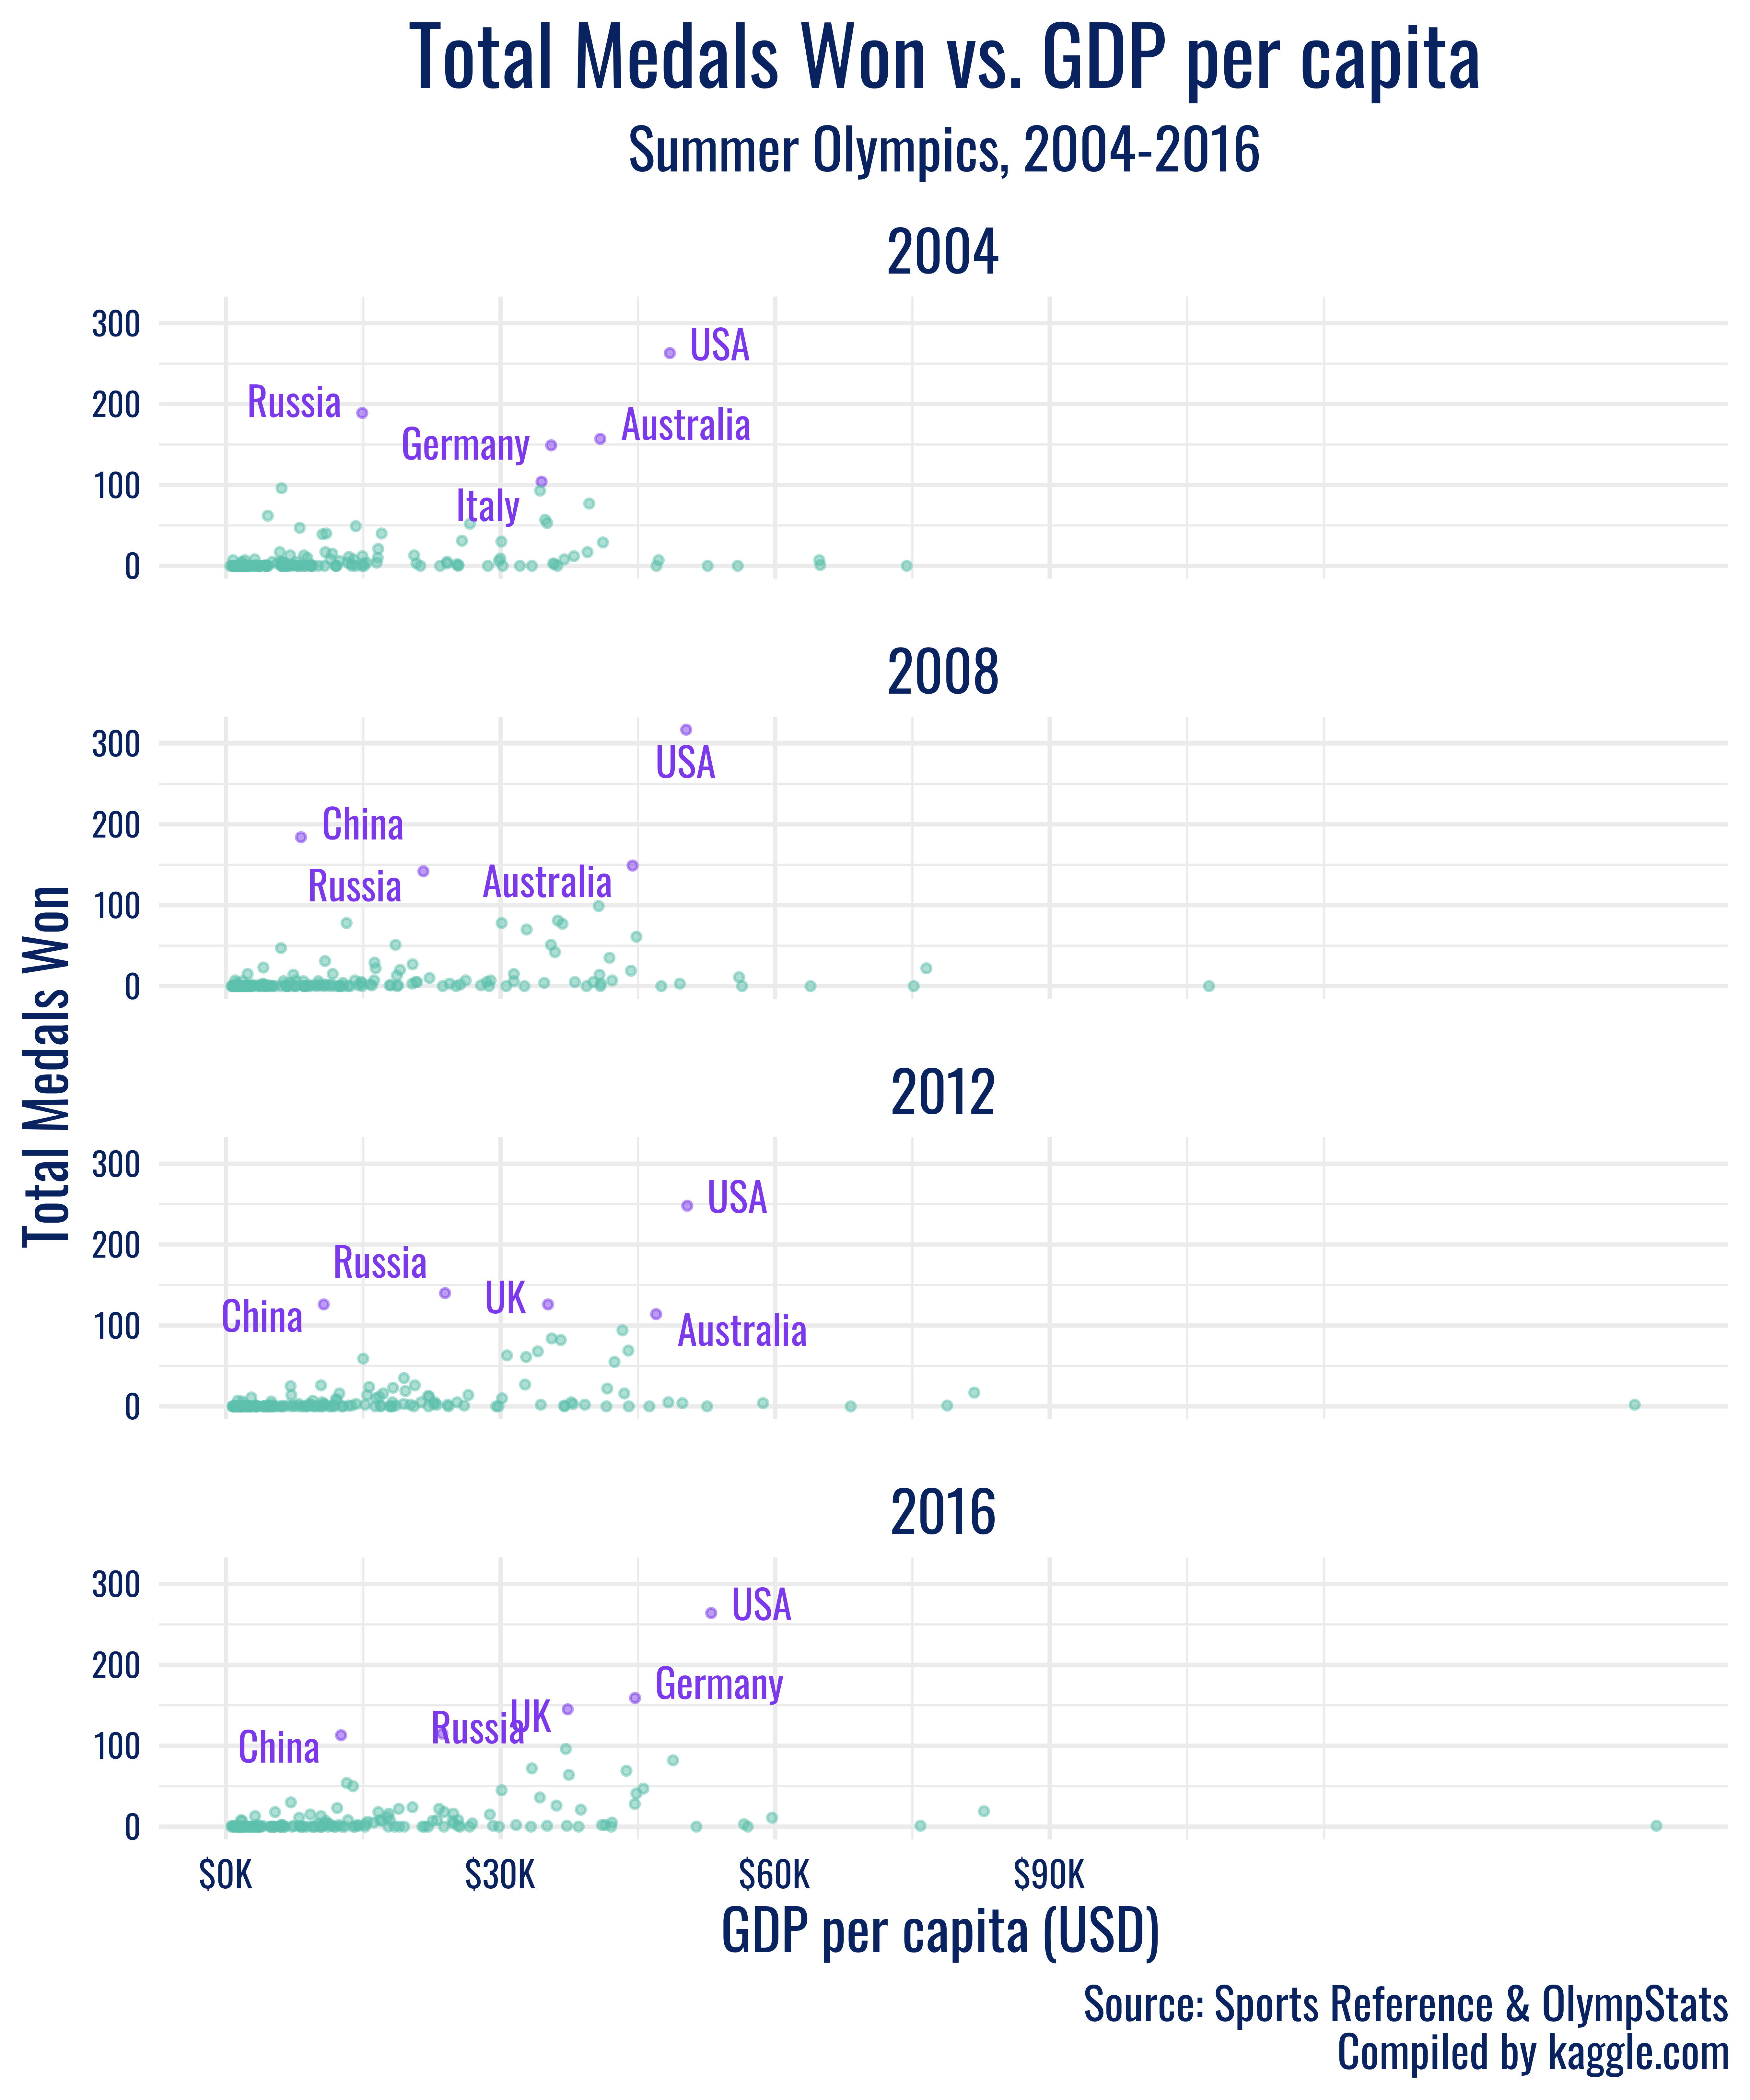 Total Medals Won vs. GDP per capita
Summer Olympics, 2004-2016
2004
300
200
100
0
USA
Russia
Australia
Germany
Italy
2008
300
200
100
0
USA
China
Russia
Australia
Total Medals Won
2012
300
200
100
0
USA
Russia
UK
China
Australia
2016
300
200
100
0
USA
Germany
UK
Russia
China
$0K
$30K
$60K
$90K
GDP per capita (USD)
Source: Sports Reference & OlympStats
Compiled by kaggle.com